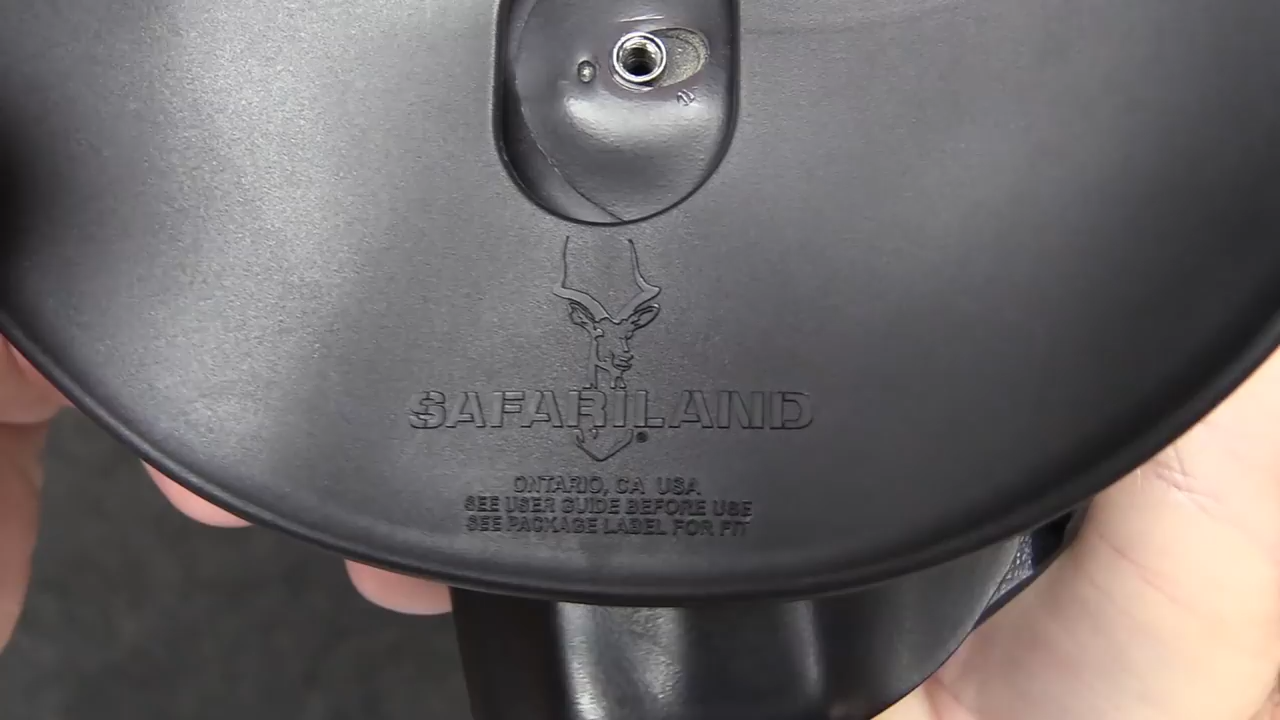 SAFARILAND®
ONTARIO, CA USA
SEE USER GUIDE BEFORE USE
SEE PACKAGE LABEL FOR FIT